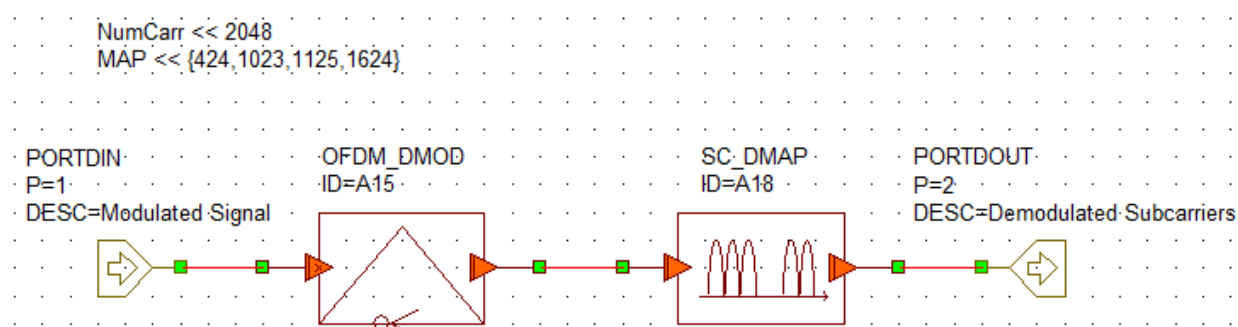 NumCarr << 2048
MAP << {424,1023,1125,1624}
PORTDIN
P=1
DESC=Modulated Signal
OFDM_DMOD
ID=A15
SC_DMAP
ID=A18
PORTDOUT
P=2
DESC=Demodulated Subcarriers